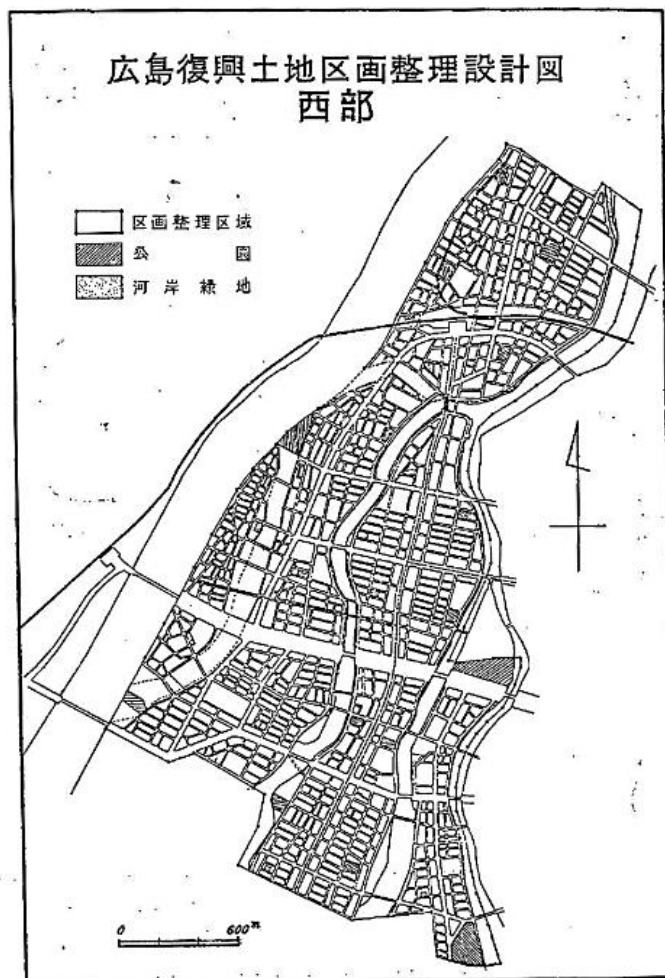 広島復興土地区画整理設計図
西部
区画整理区域
公園
河岸緑地
0 600m